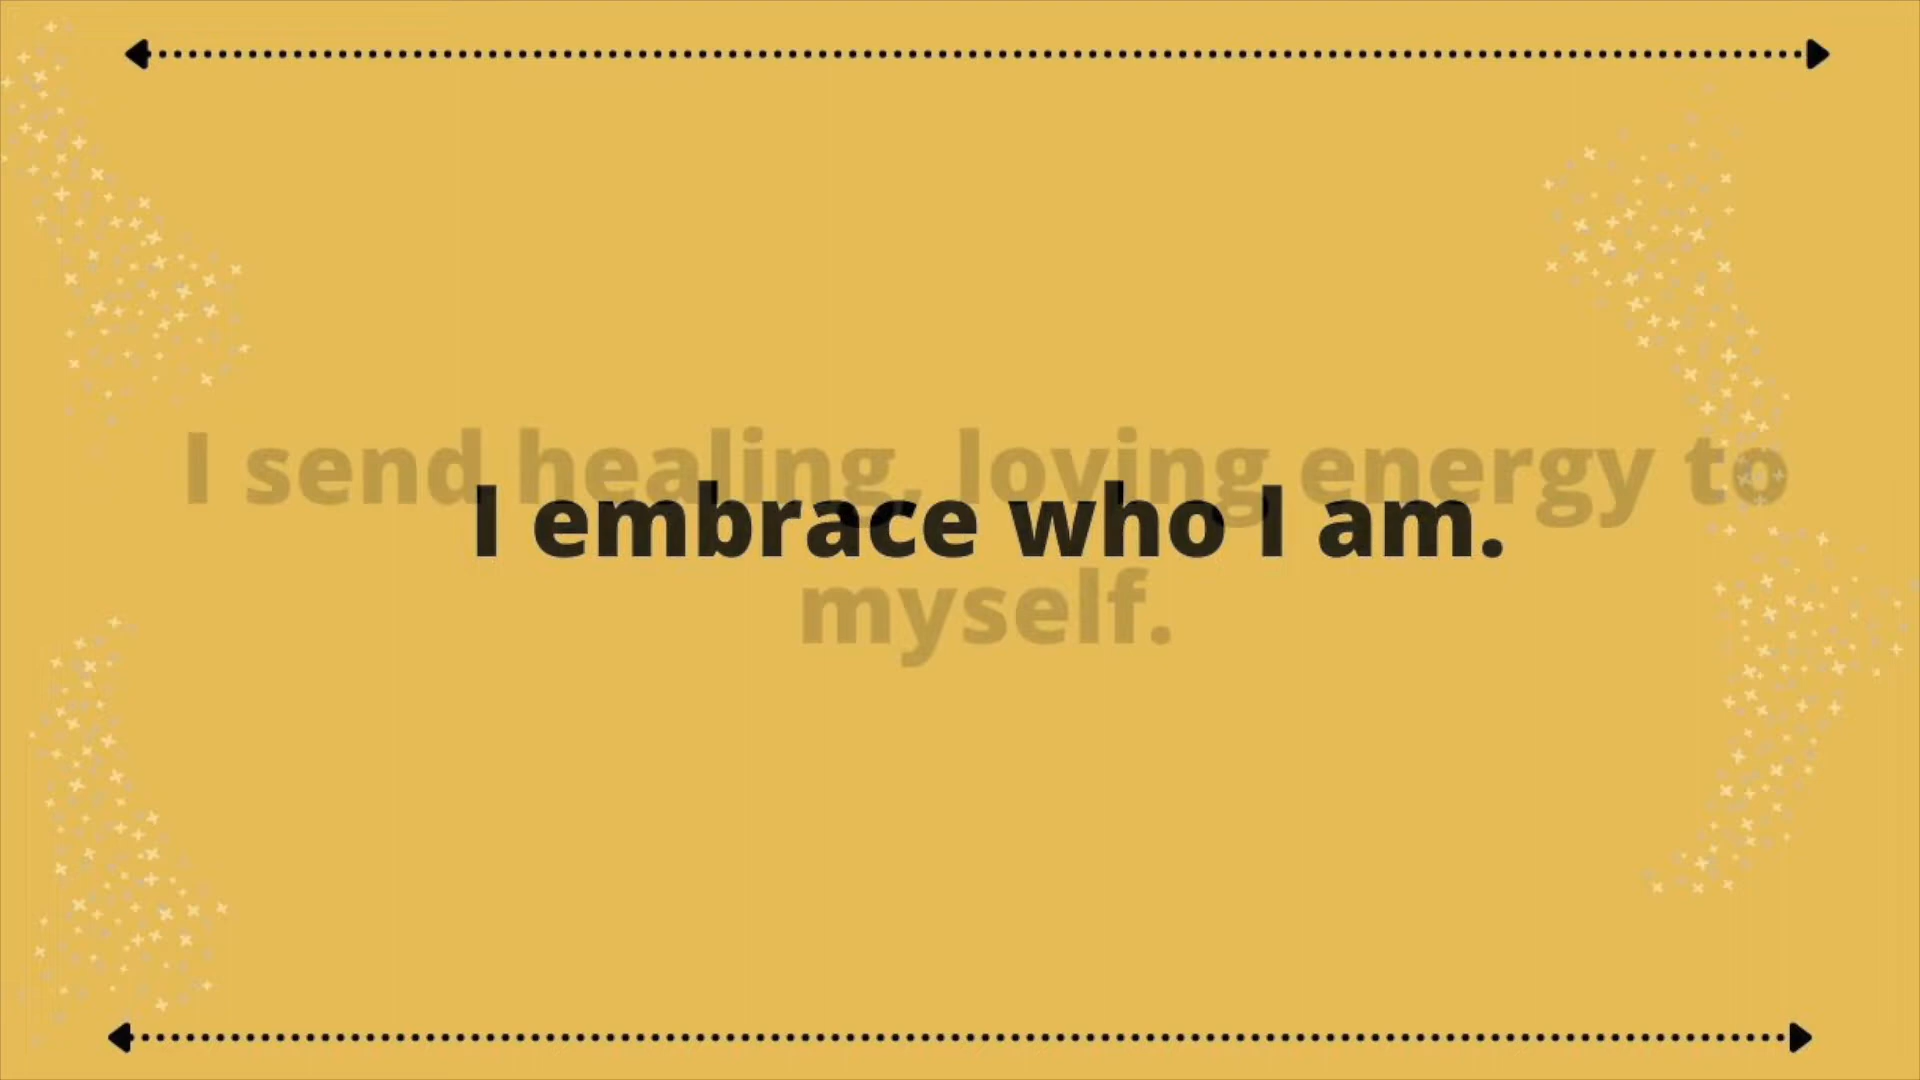 I send healing, loving energy to
I embrace who I am.
myself.